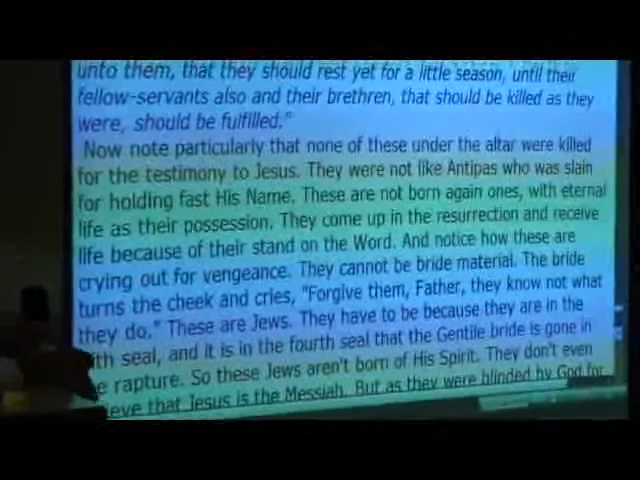 unto them, that they should rest yet for a little season, until their
fellow-servants also and their brethren, that should be killed as they
were, should be fulfilled."
Now note particularly that none of these under the altar were killed
for the testimony to Jesus. They were not like Antipas who was slain
for holding fast His Name. These are not born again ones, with eternal
life as their possession. They come up in the resurrection and receive
life because of their stand on the Word. And notice how these are
crying out for vengeance. They cannot be bride material. The bride
turns the cheek and cries, "Forgive them, Father, they know not what
they do." These are Jews. They have to be because they are in the
seal, and it is in the fourth seal that the Gentile bride is gone in
rapture. So these Jews aren't born of His Spirit. They don't even
that Jesus is the Messiah. But as they were blinded by God for